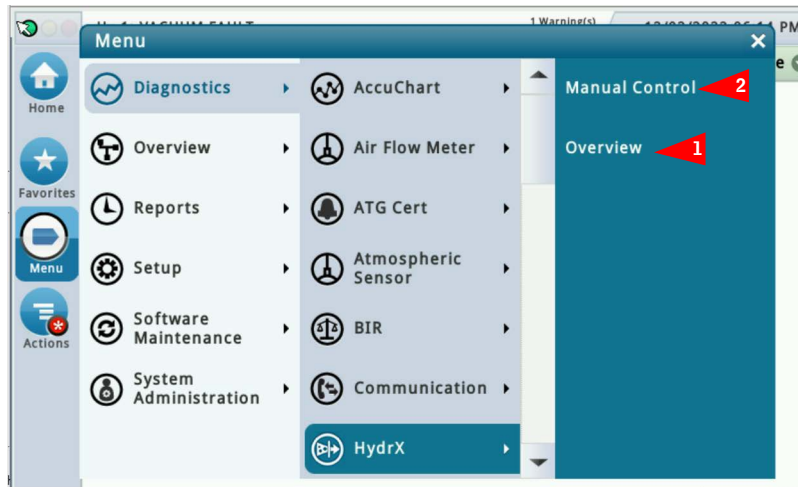 1 Warning(s)
PM
Menu
Home
Favorites
Menu
Actions
Diagnostics
Overview
Reports
Setup
Software
Maintenance
System
Administration
AccuChart
Air Flow Meter
ATG Cert
Atmospheric
Sensor
BIR
Communication
HydrX
Manual Control
2
Overview
1